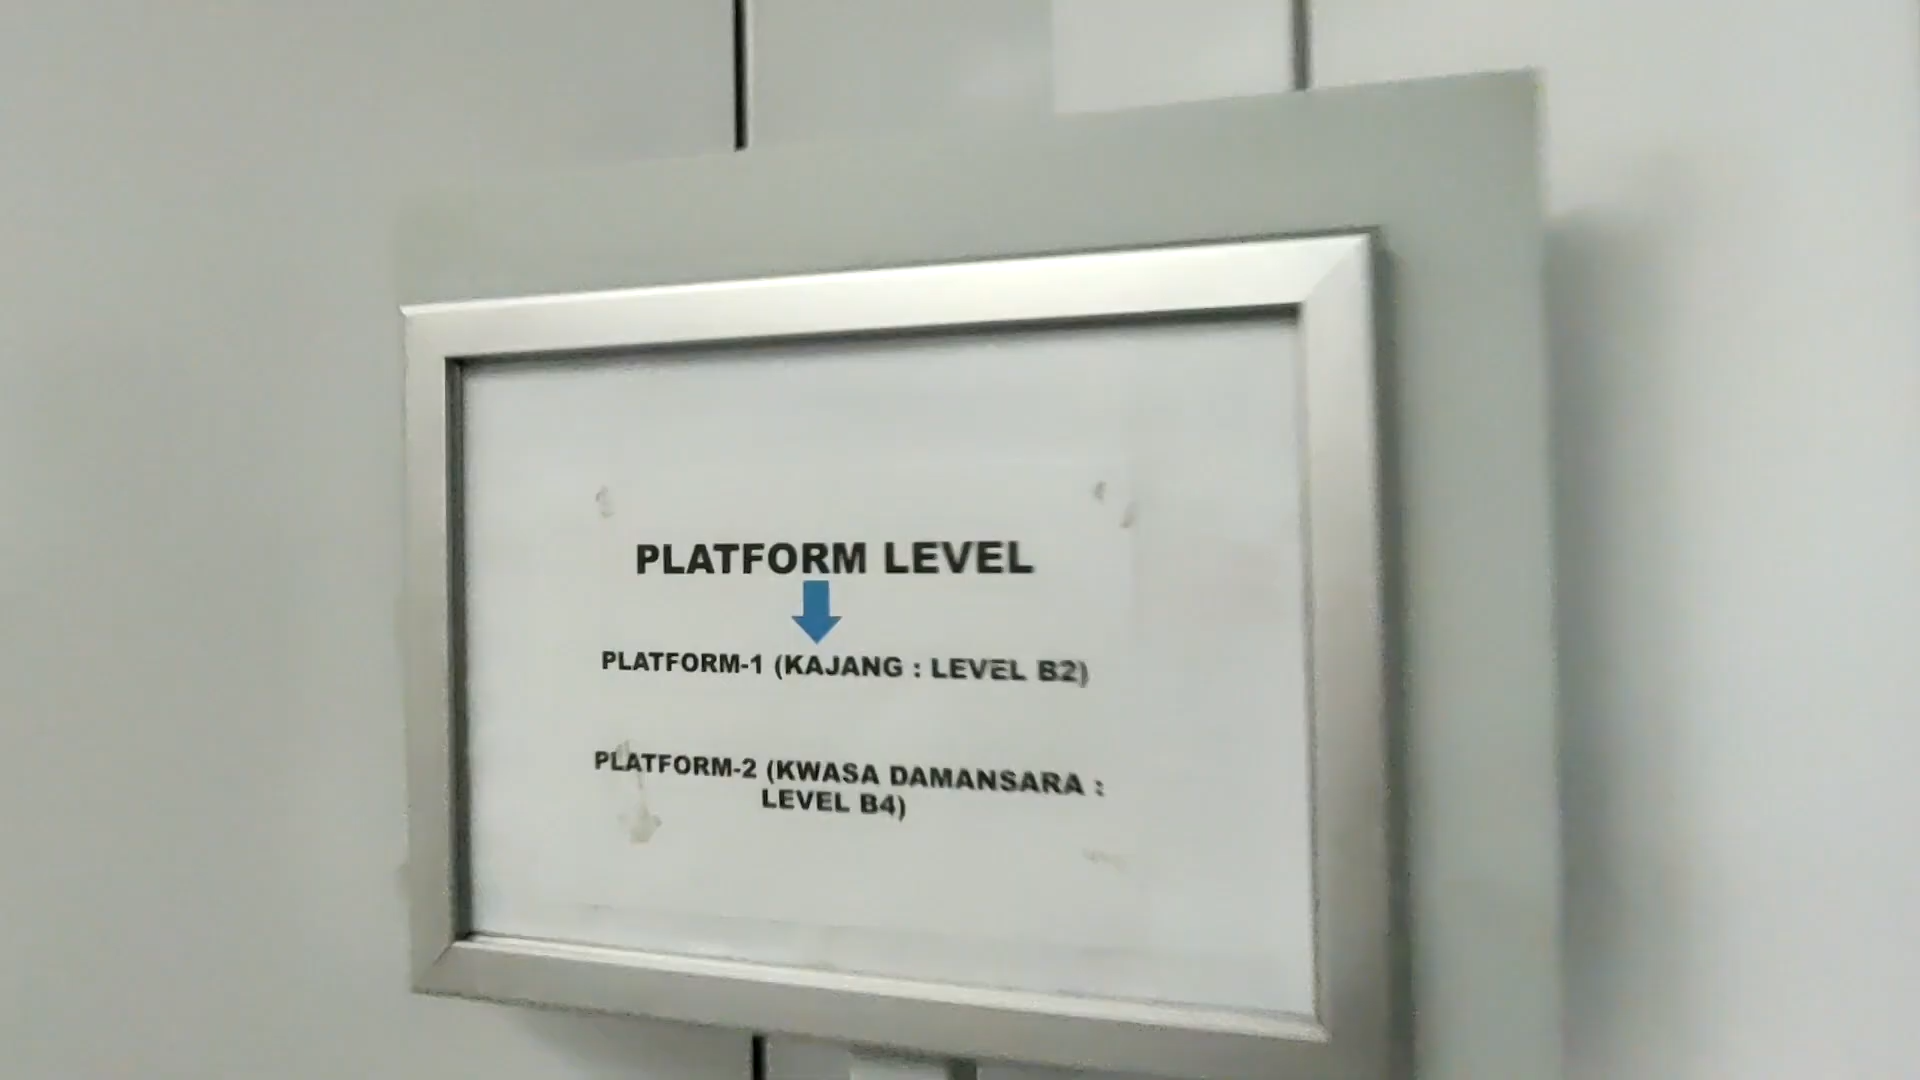 PLATFORM LEVEL
PLATFORM-1 (KAJANG : LEVEL B2)
PLATFORM-2 (KWASA DAMANSARA :
LEVEL B4)